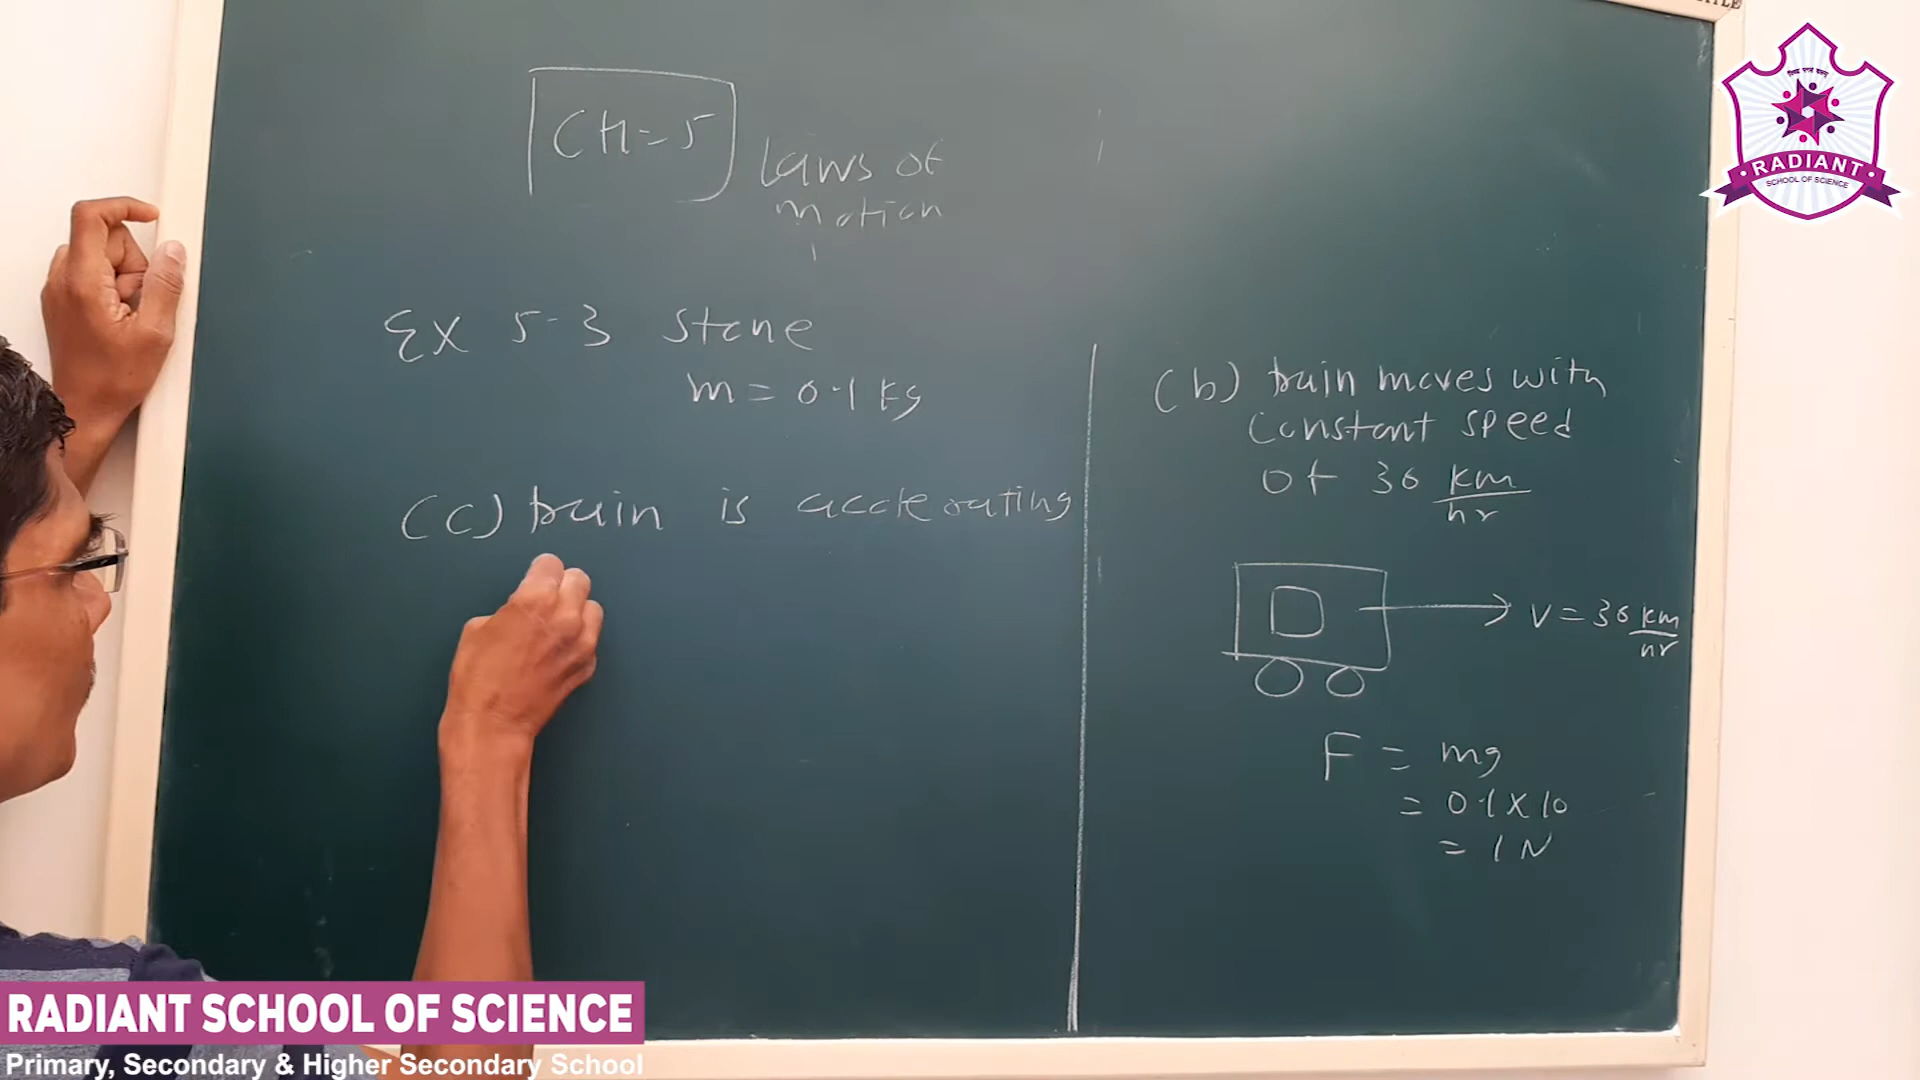 CH=5
Laws of
motion
Ex 5.3 Stone
m = 0.1 kg
(c) train is acclerating
(b) train moves with
constant speed
of 36 km/hr
V = 36 km/hr
F = mg
= 0.1 x 10
= 1 N
RADIANT
SCHOOL OF SCIENCE
RADIANT SCHOOL OF SCIENCE
Primary, Secondary & Higher Secondary School